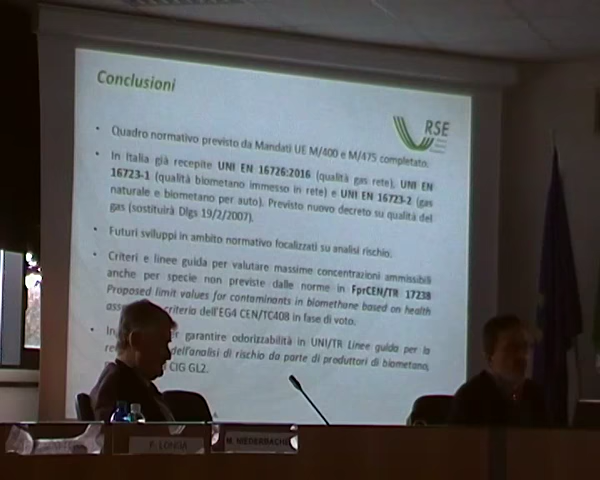 Conclusioni
RSE
• Quadro normativo previsto da Mandati UE M/400 e M/475 completato.
• In Italia già recepite UNI EN 16726:2016 (qualità gas rete), UNI EN
16723-1 (qualità biometano immesso in rete) e UNI EN 16723-2 (gas
naturale e biometano per auto). Previsto nuovo decreto su qualità del
gas (sostituirà Dlgs 19/2/2007).
• Futuri sviluppi in ambito normativo focalizzati su analisi rischio.
• Criteri e linee guida per valutare massime concentrazioni ammissibili
anche per specie non previste dalle norme in FprCEN/TR 17238
Proposed limit values for contaminants in biomethane based on health
criteria dell'EG4 CEN/TC408 in fase di voto.
• garantire odorizzabilità in UNI/TR Linee guida per la
dell'analisi di rischio da parte di produttori di biometano,
CIG GL2.
P. LONGA